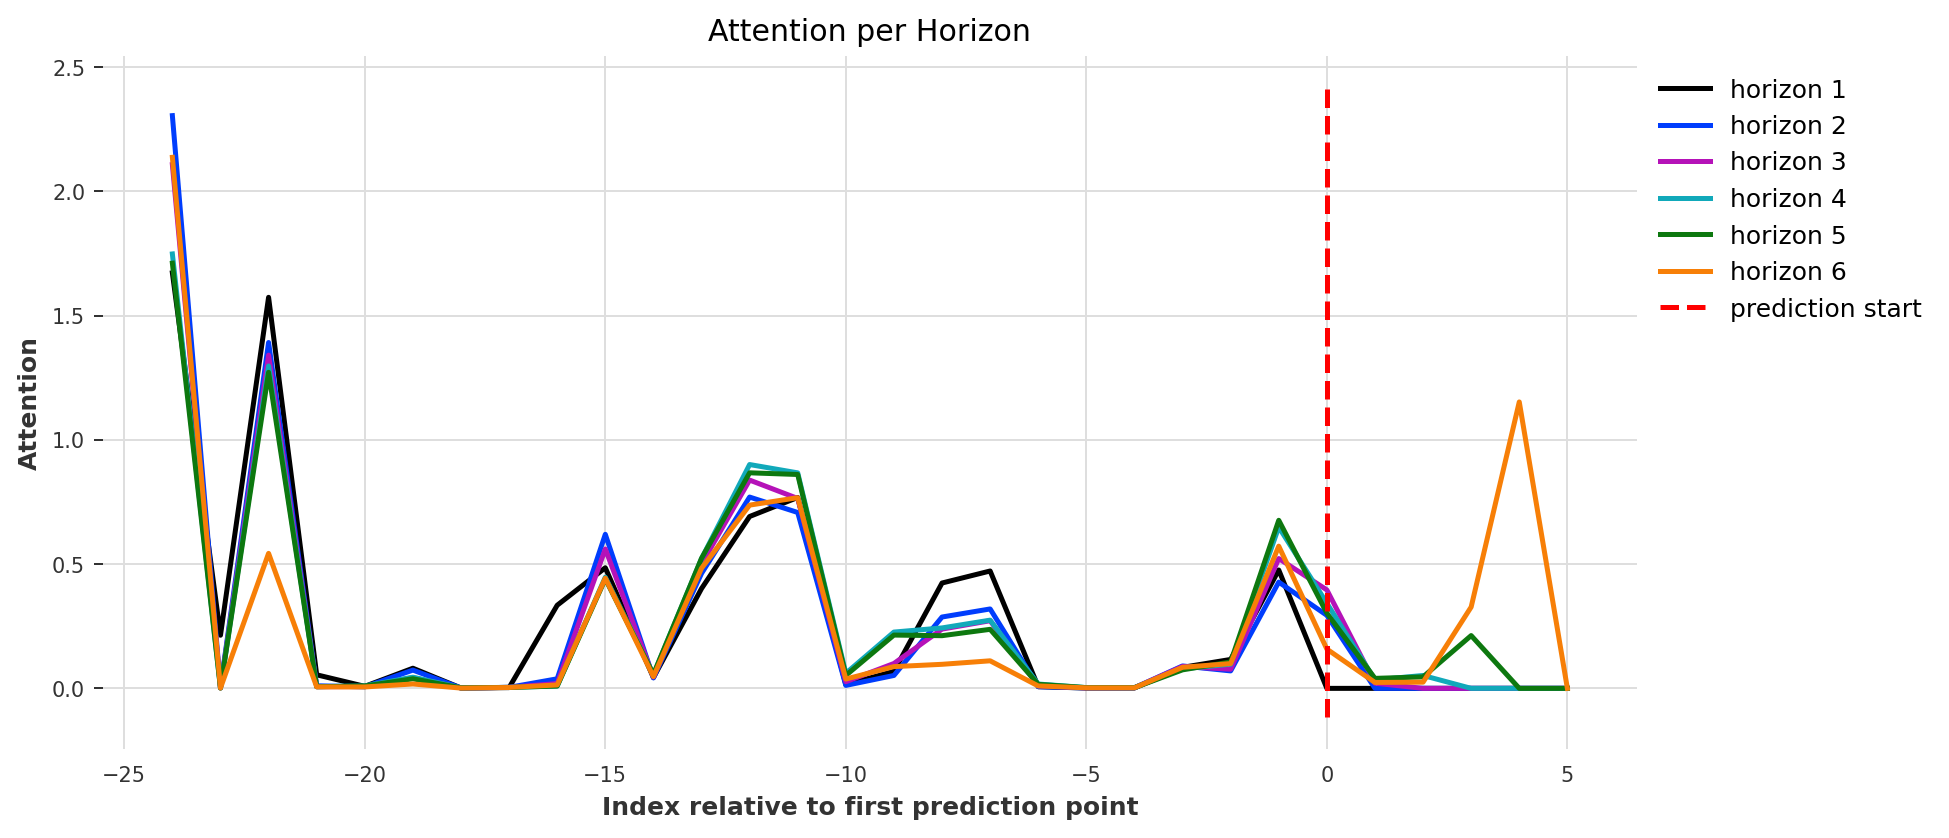 Attention per Horizon
2.5
2.0
1.5
1.0
0.5
0.0
Attention
−25
−20
−15
−10
−5
0
5
Index relative to first prediction point
horizon 1
horizon 2
horizon 3
horizon 4
horizon 5
horizon 6
prediction start